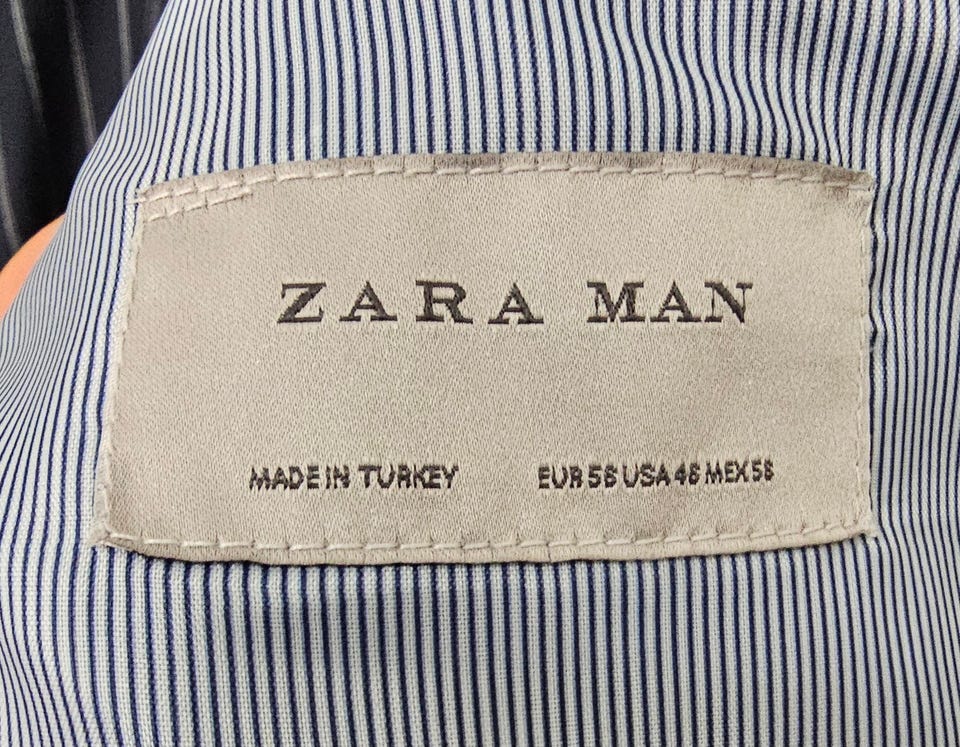 ZARA MAN
MADE IN TURKEY EUR 58 USA 48 MEX 58